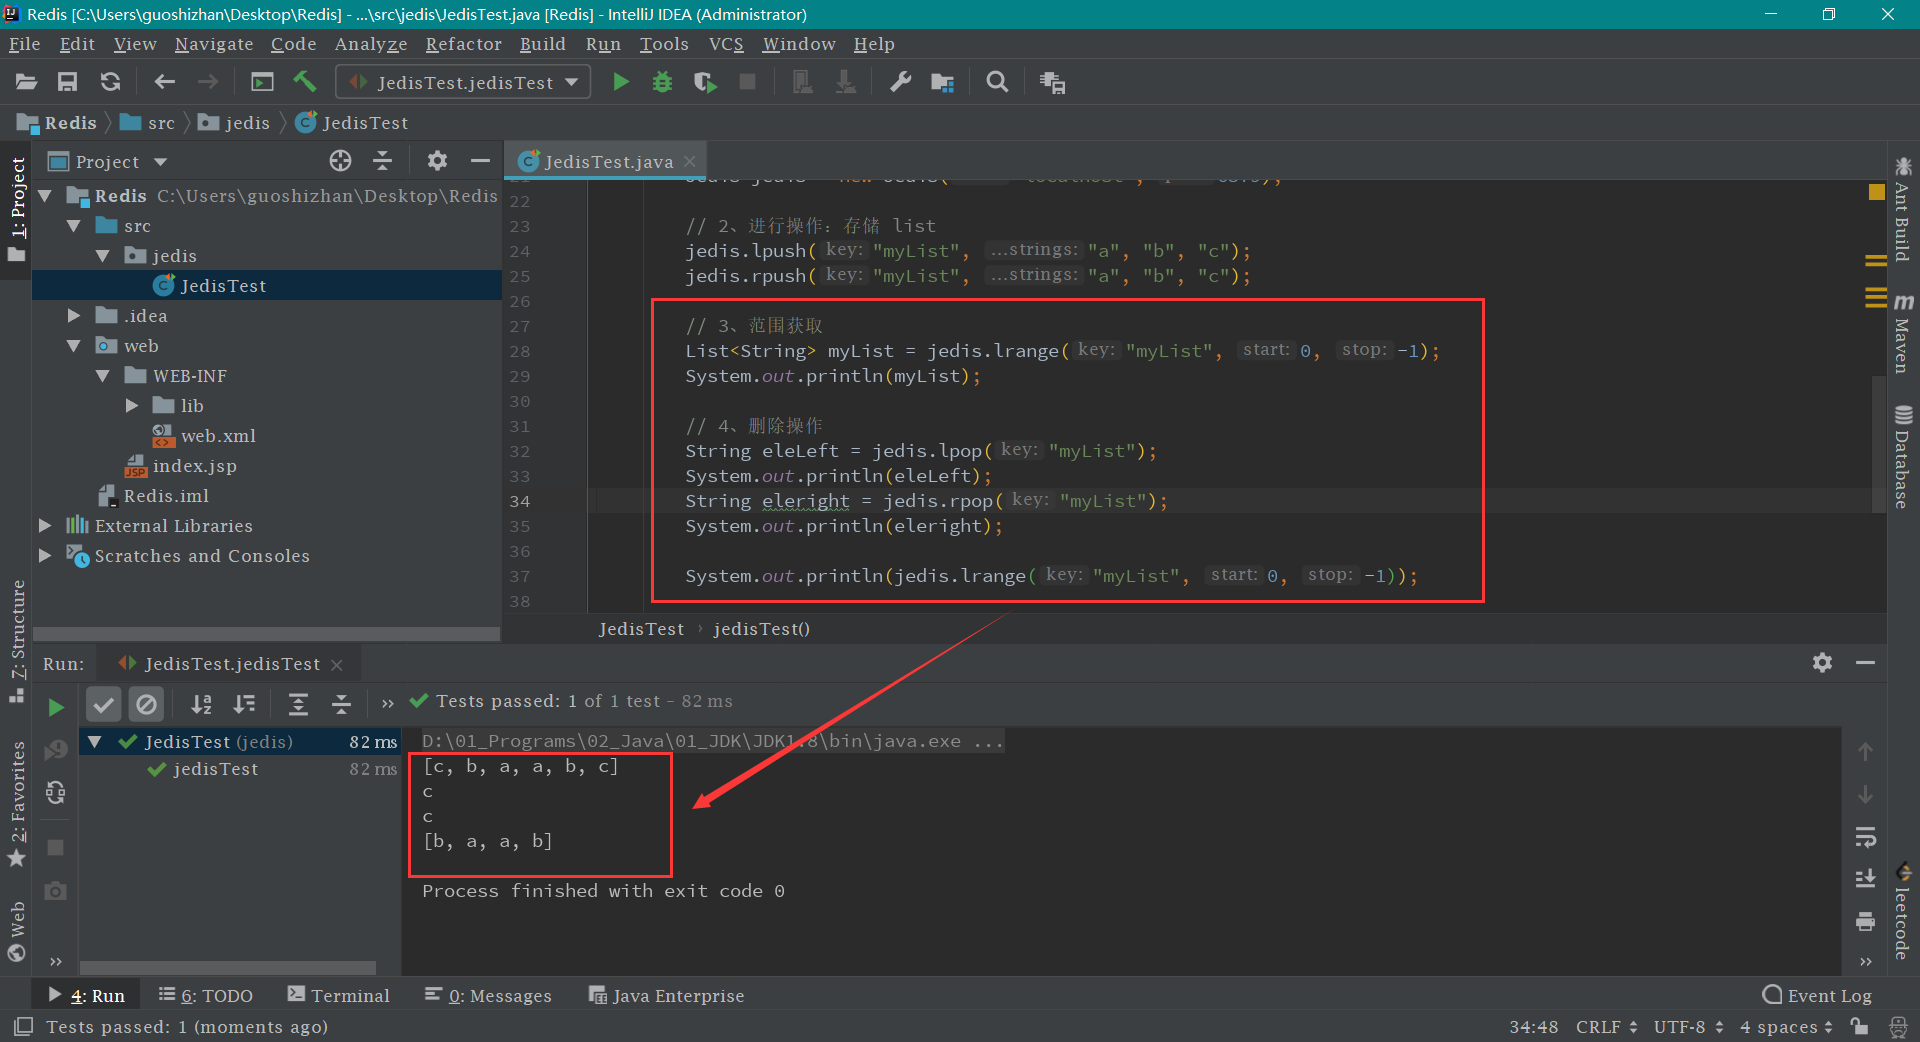 Redis [C:\Users\guoshizhan\Desktop\Redis] - ...\src\jedis\JedisTest.java [Redis] - IntelliJ IDEA (Administrator)
File Edit View Navigate Code Analyze Refactor Build Run Tools VCS Window Help
JedisTest.jedisTest
Redis src jedis JedisTest
1: Project
Z: Structure
2: Favorites
Web
Project
Redis C:\Users\guoshizhan\Desktop\Redis
src
jedis
JedisTest
.idea
web
WEB-INF
lib
web.xml
index.jsp
Redis.iml
External Libraries
Scratches and Consoles
JedisTest.java
22
23 // 2、进行操作：存储 list
24 jedis.lpush( key: "myList", ...strings: "a", "b", "c");
25 jedis.rpush( key: "myList", ...strings: "a", "b", "c");
26
27 // 3、范围获取
28 List<String> myList = jedis.lrange( key: "myList", start: 0, stop: -1);
29 System.out.println(myList);
30
31 // 4、删除操作
32 String eleLeft = jedis.lpop( key: "myList");
33 System.out.println(eleLeft);
34 String eleright = jedis.rpop( key: "myList");
35 System.out.println(eleright);
36
37 System.out.println(jedis.lrange( key: "myList", start: 0, stop: -1));
38
JedisTest › jedisTest()
Ant Build
Maven
Database
leetcode
Run: JedisTest.jedisTest
Tests passed: 1 of 1 test - 82 ms
JedisTest (jedis) 82 ms
jedisTest 82 ms
D:\01_Programs\02_Java\01_JDK\JDK1.8\bin\java.exe ...
[c, b, a, a, b, c]
c
c
[b, a, a, b]
Process finished with exit code 0
4: Run 6: TODO Terminal 0: Messages Java Enterprise Event Log
Tests passed: 1 (moments ago) 34:48 CRLF UTF-8 4 spaces